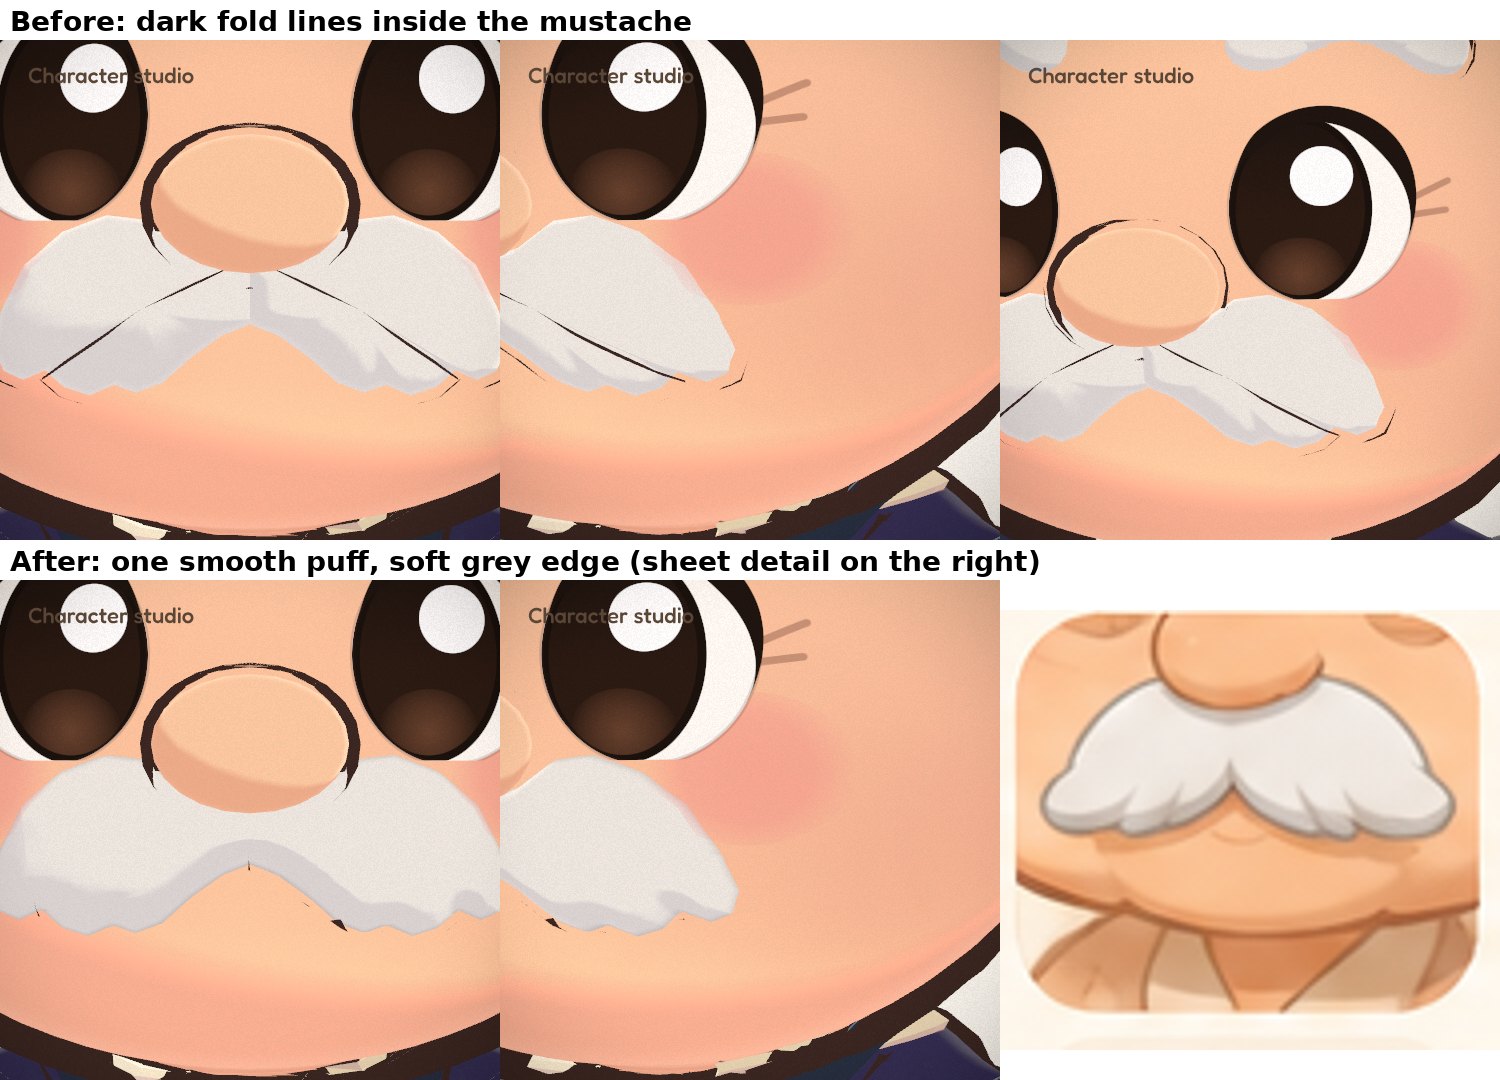 Before: dark fold lines inside the mustache
Character studio
Character studio
Character studio
After: one smooth puff, soft grey edge (sheet detail on the right)
Character studio
Character studio